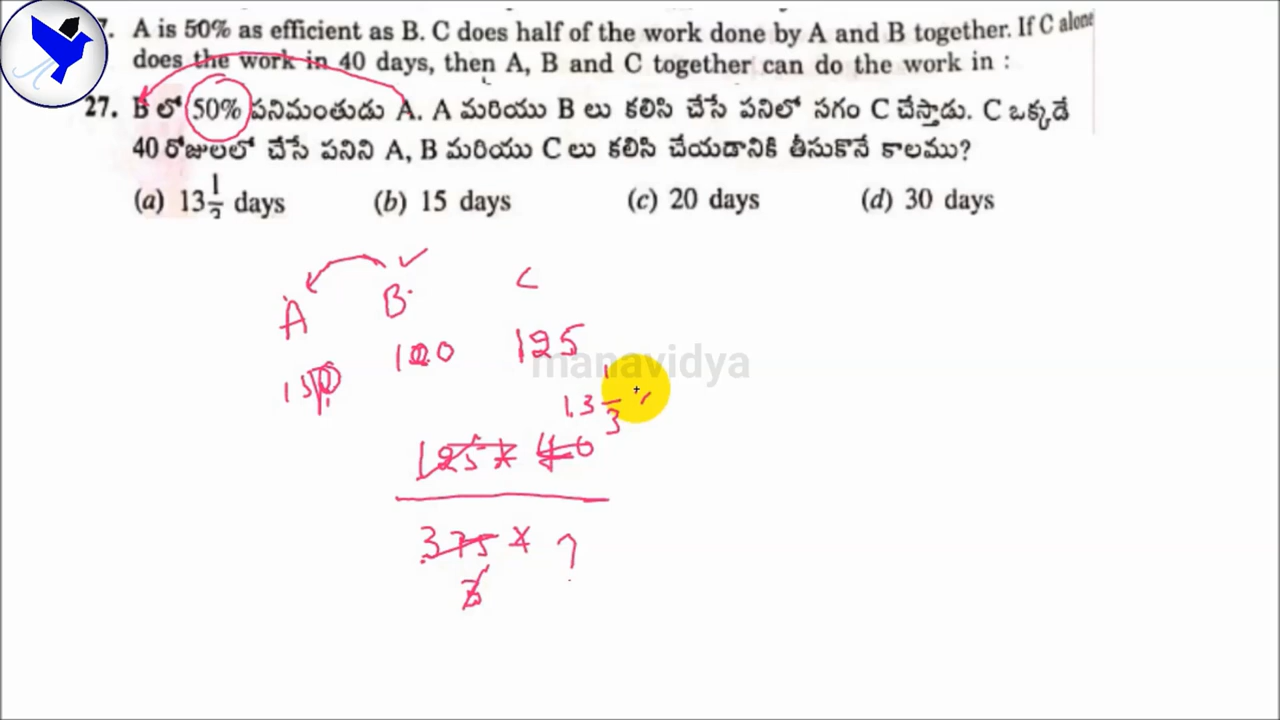 7. A is 50% as efficient as B. C does half of the work done by A and B together. If C alone
does the work in 40 days, then A, B and C together can do the work in :
27. B లో 50% పనిమంతుడు A. A మరియు B లు కలిసి చేసే పనిలో సగం C చేస్తాడు. C ఒక్కడే
40 రోజులలో చేసే పనిని A, B మరియు C లు కలిసి చేయడానికి తీసుకొనే కాలము?
(a) 13 1/3 days (b) 15 days (c) 20 days (d) 30 days
A B C
150 100 125
manavidya
13 1/3
125 × 40
375 × ?
3